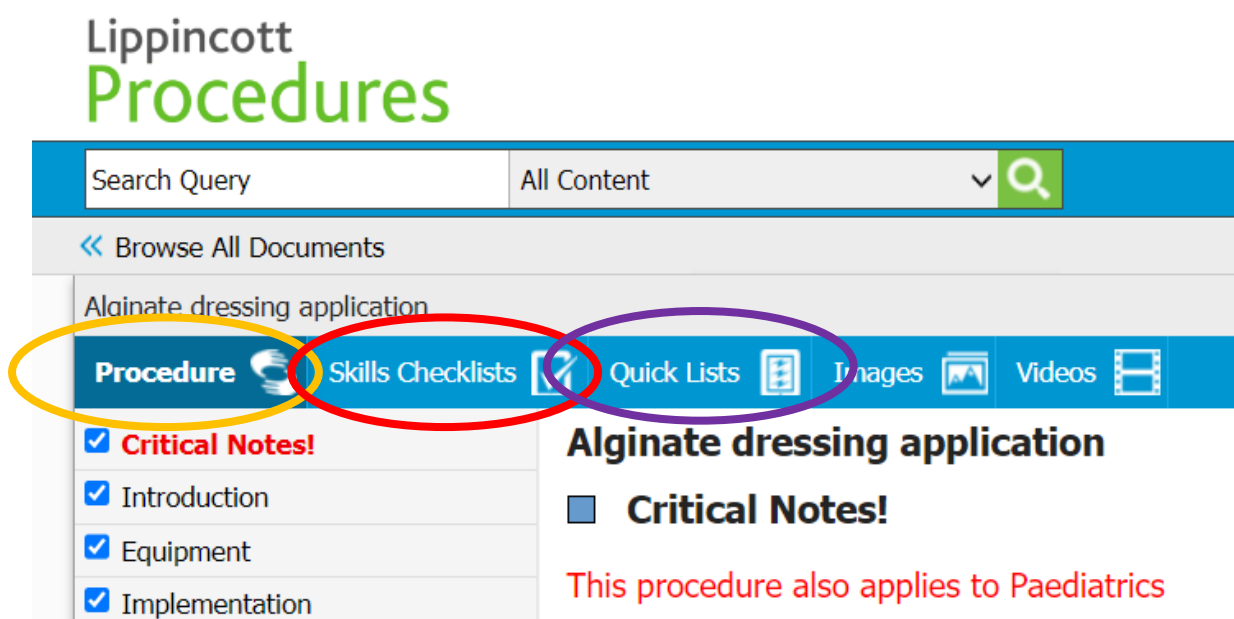 Lippincott
Procedures
Search Query All Content
Browse All Documents
Alginate dressing application
Procedure Skills Checklists Quick Lists Images Videos
Critical Notes!
Introduction
Equipment
Implementation
Alginate dressing application
Critical Notes!
This procedure also applies to Paediatrics